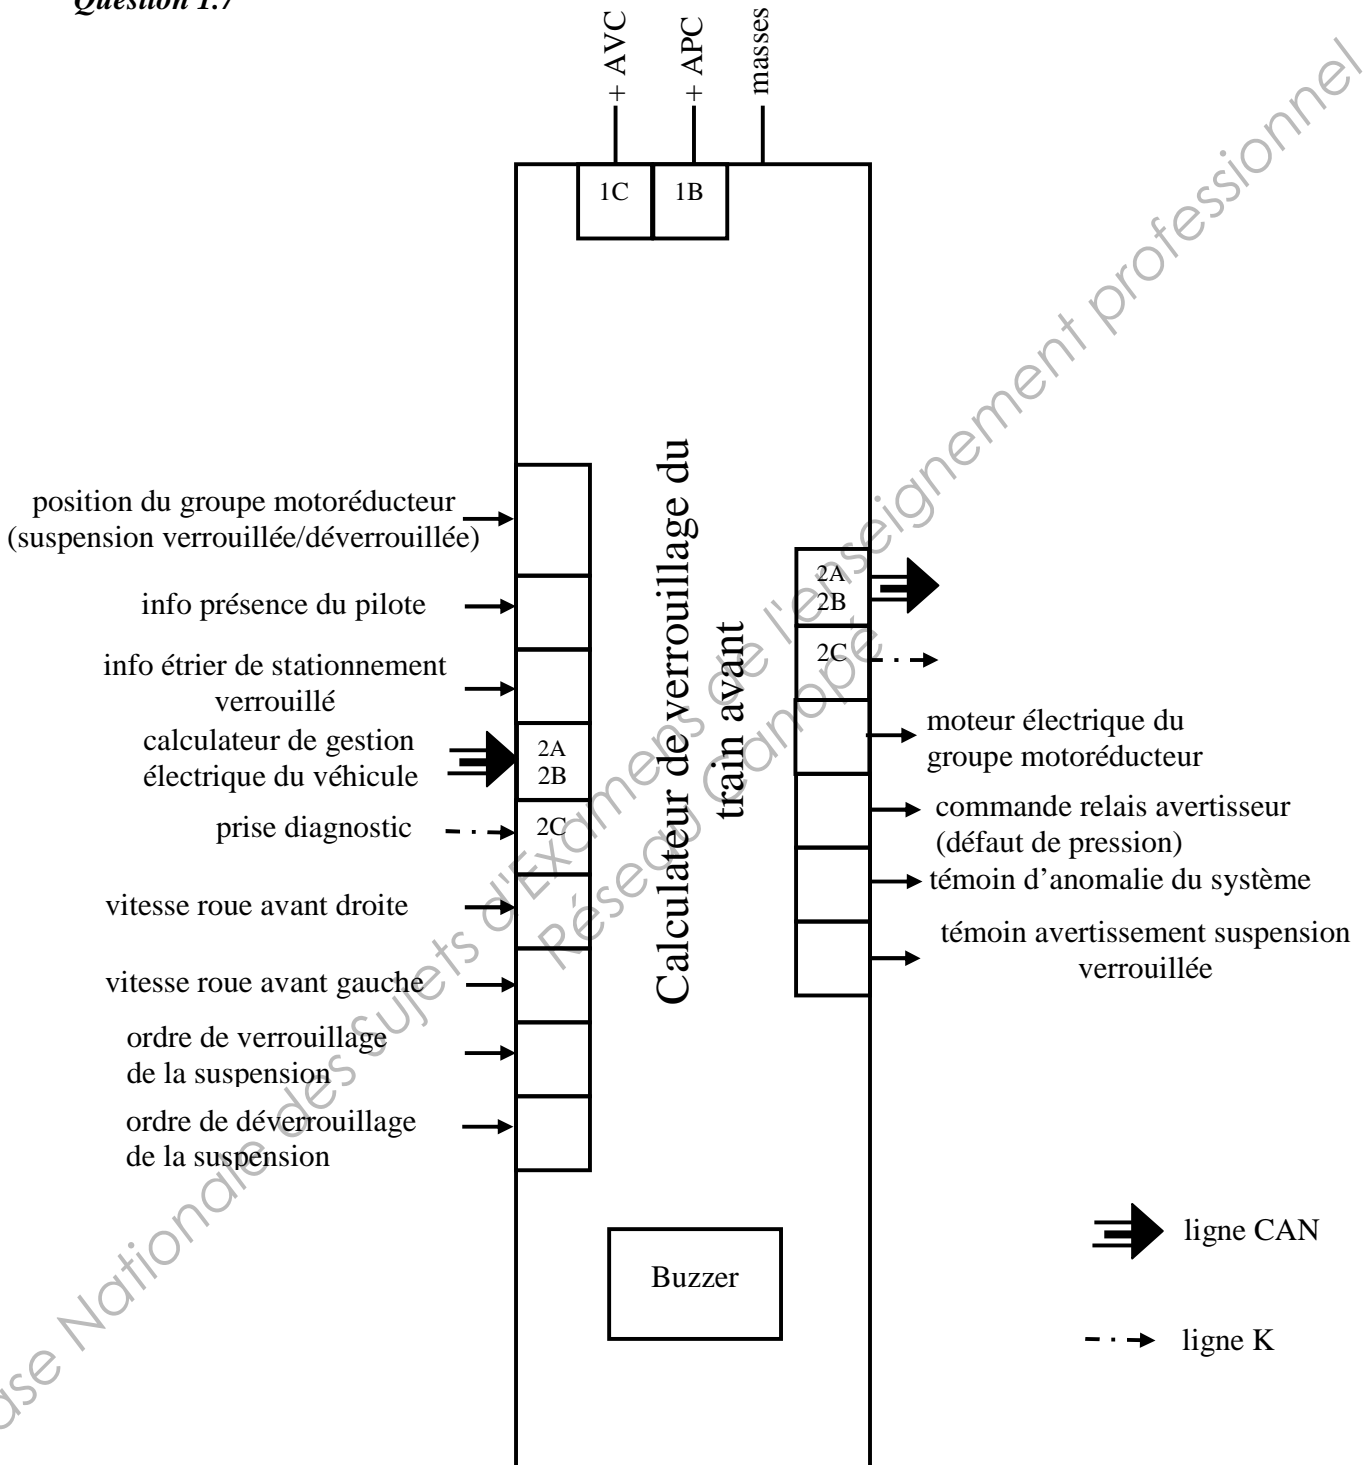 Question 1.7
+ AVC
+ APC
masses
1C
1B
Calculateur de verrouillage du
train avant
position du groupe motoréducteur
(suspension verrouillée/déverrouillée)
info présence du pilote
info étrier de stationnement
verrouillé
calculateur de gestion
électrique du véhicule
2A
2B
prise diagnostic
2C
vitesse roue avant droite
vitesse roue avant gauche
ordre de verrouillage
de la suspension
ordre de déverrouillage
de la suspension
2A
2B
2C
moteur électrique du
groupe motoréducteur
commande relais avertisseur
(défaut de pression)
témoin d’anomalie du système
témoin avertissement suspension
verrouillée
Buzzer
ligne CAN
ligne K
Nationale des Sujets d'Examens de l'enseignement professionnel
Réseau Canopé